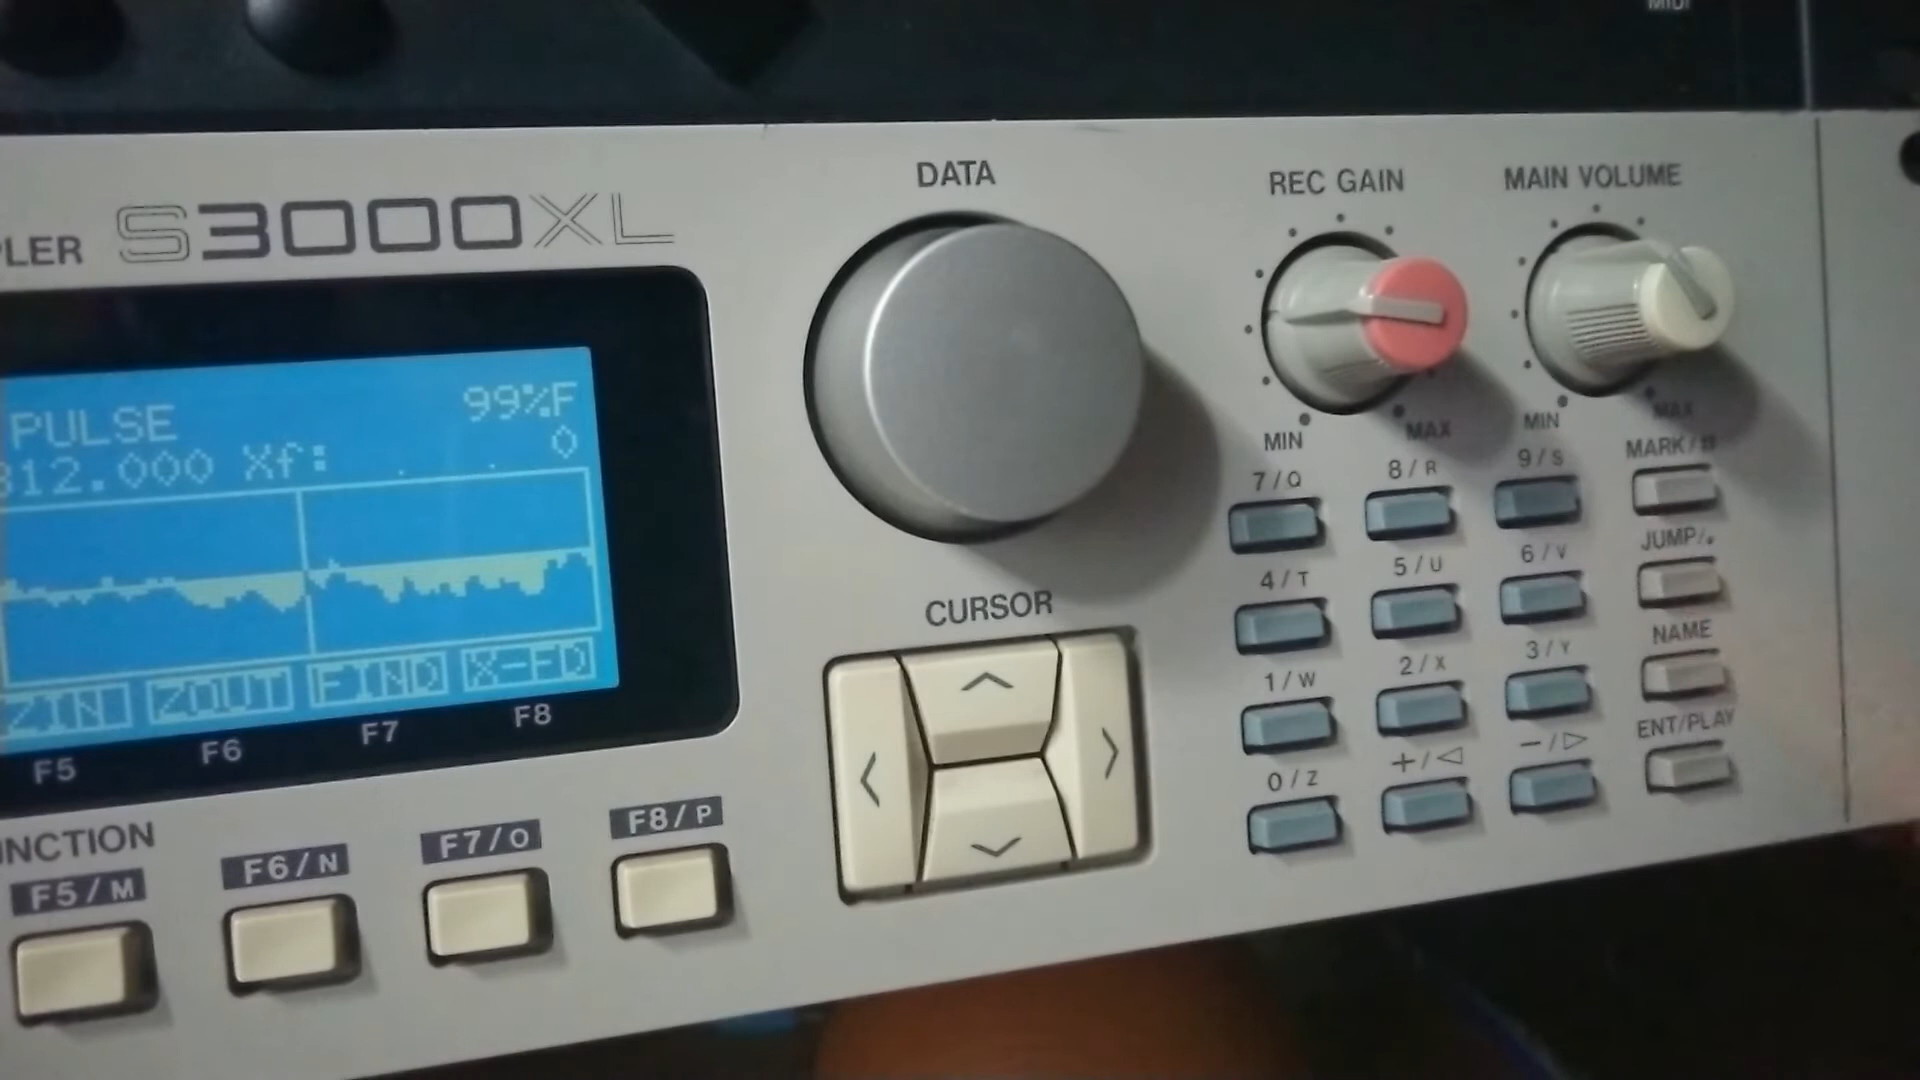 MIDI
PLER S3000XL
DATA
REC GAIN
MAIN VOLUME
PULSE 99%F
312.000 Xf: 0
ZIN ZOUT FIND X-FD
F5 F6 F7 F8
MIN MAX
MIN MAX
MARK/#
7/Q 8/R 9/S
JUMP/.
4/T 5/U 6/V
NAME
1/W 2/X 3/Y
ENT/PLAY
0/Z +/◁ -/▷
CURSOR
< ^ > v
UNCTION
F5/M F6/N F7/O F8/P